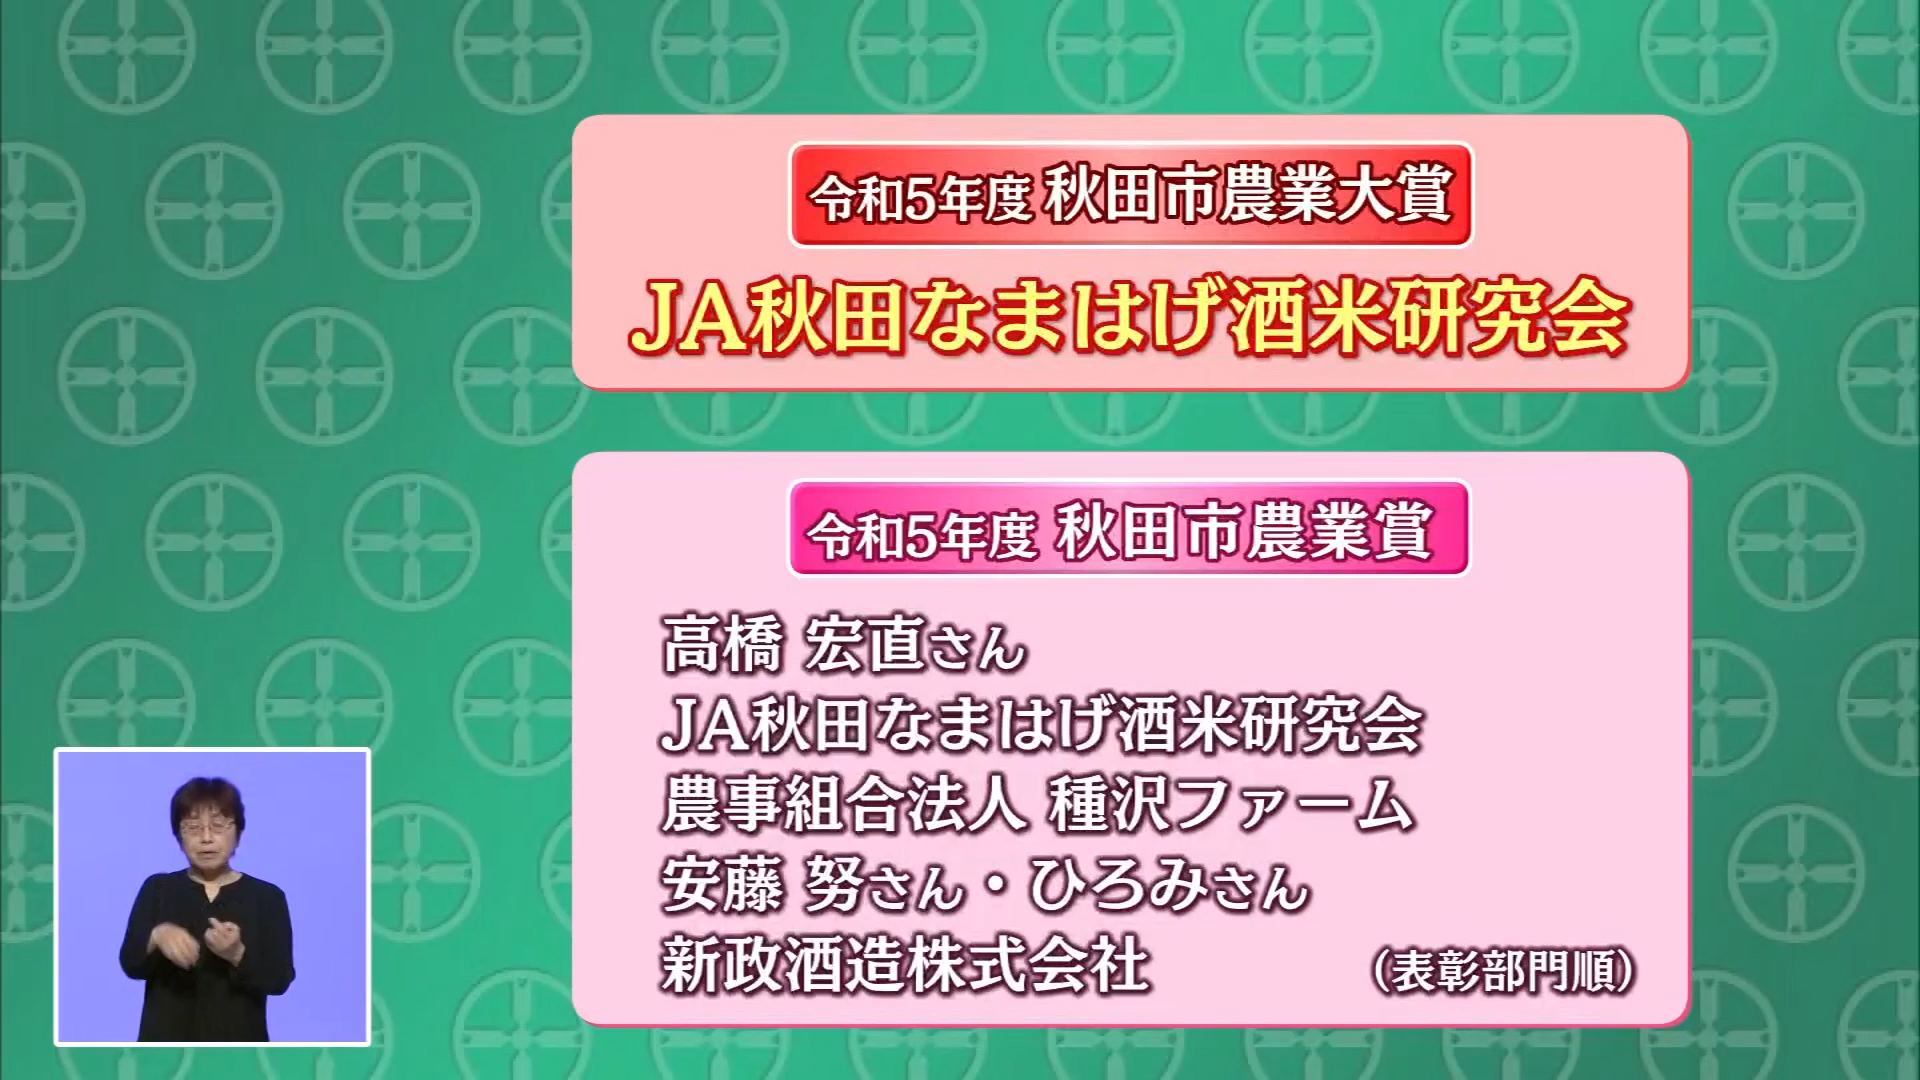 令和5年度 秋田市農業大賞
JA秋田なまはげ酒米研究会
令和5年度 秋田市農業賞
高橋 宏直さん
JA秋田なまはげ酒米研究会
農事組合法人 種沢ファーム
安藤 努さん・ひろみさん
新政酒造株式会社 （表彰部門順）